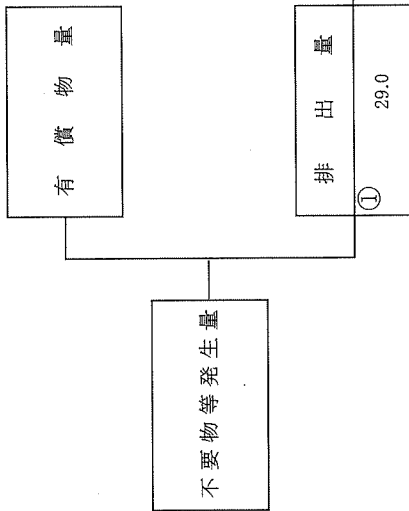 有償物量
不要物等発生量
排出量
①
29.0